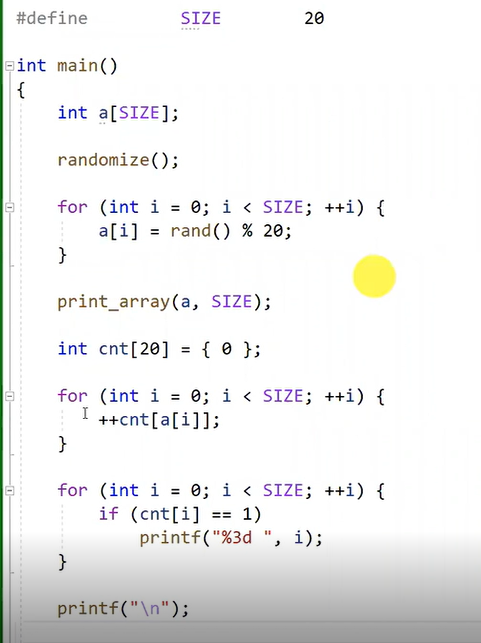 #define SIZE 20
int main()
{
int a[SIZE];
randomize();
for (int i = 0; i < SIZE; ++i) {
a[i] = rand() % 20;
}
print_array(a, SIZE);
int cnt[20] = { 0 };
for (int i = 0; i < SIZE; ++i) {
++cnt[a[i]];
}
for (int i = 0; i < SIZE; ++i) {
if (cnt[i] == 1)
printf("%3d ", i);
}
printf("\n");